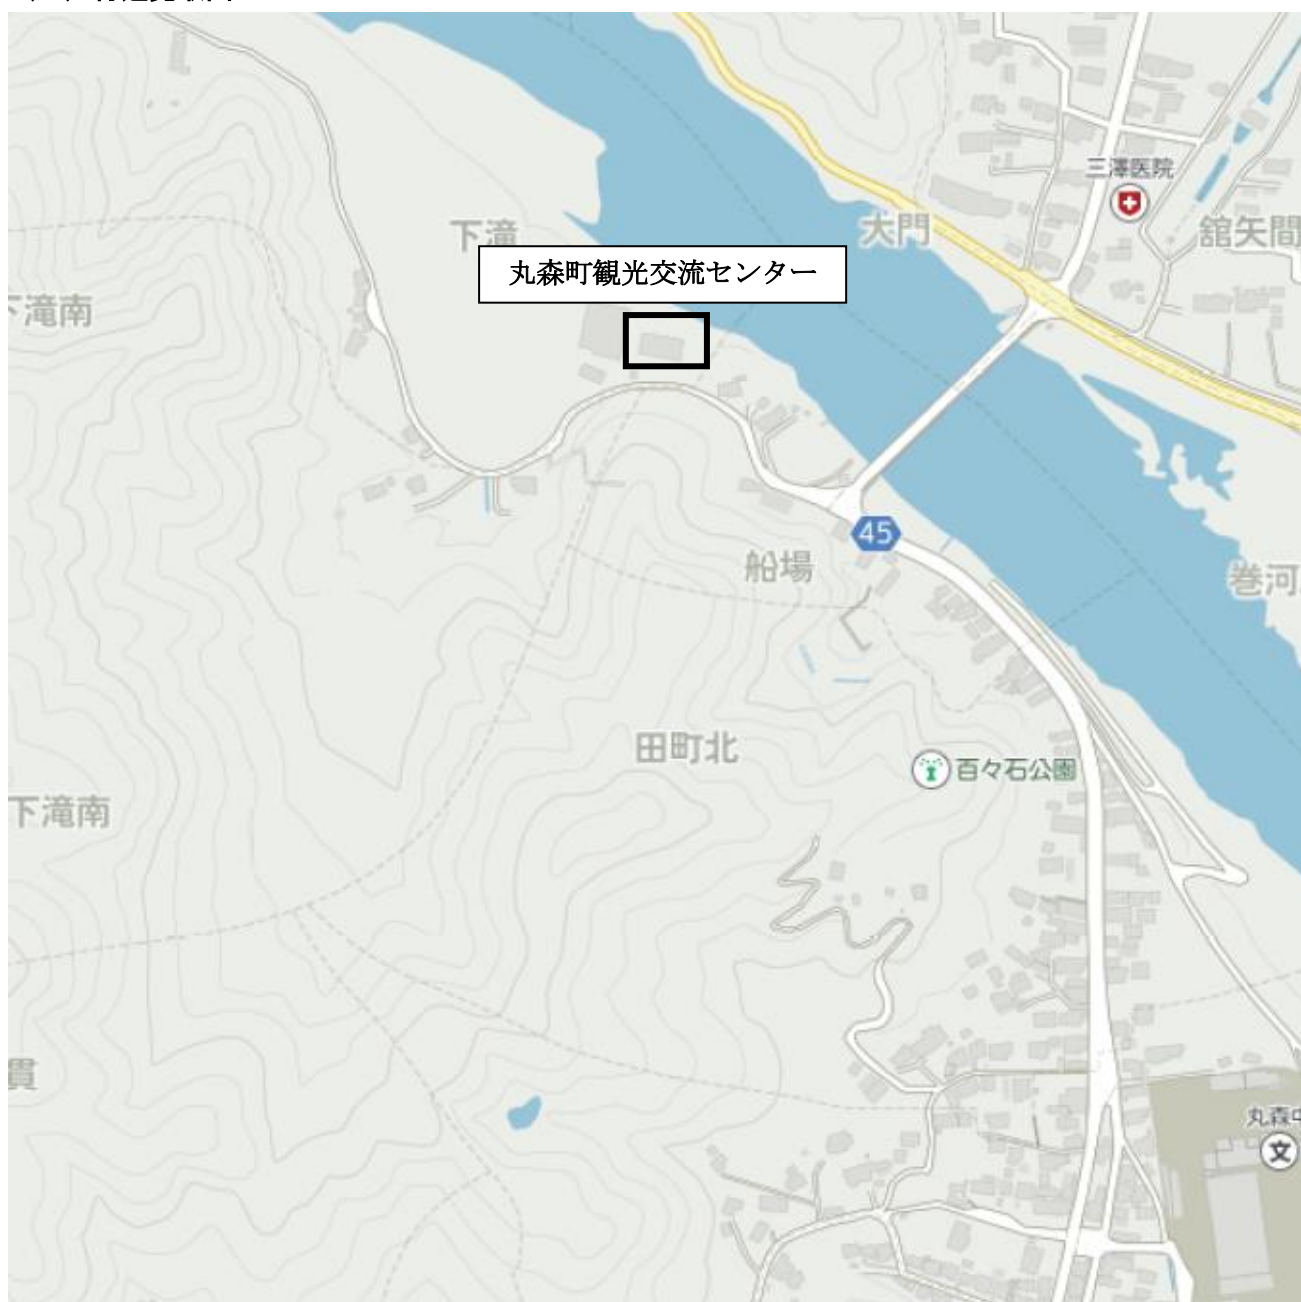 三澤医院
下滝
大門
舘矢間
丸森町観光交流センター
下滝南
45
船場
巻河
田町北
百々石公園
下滝南
貫
丸森中
文